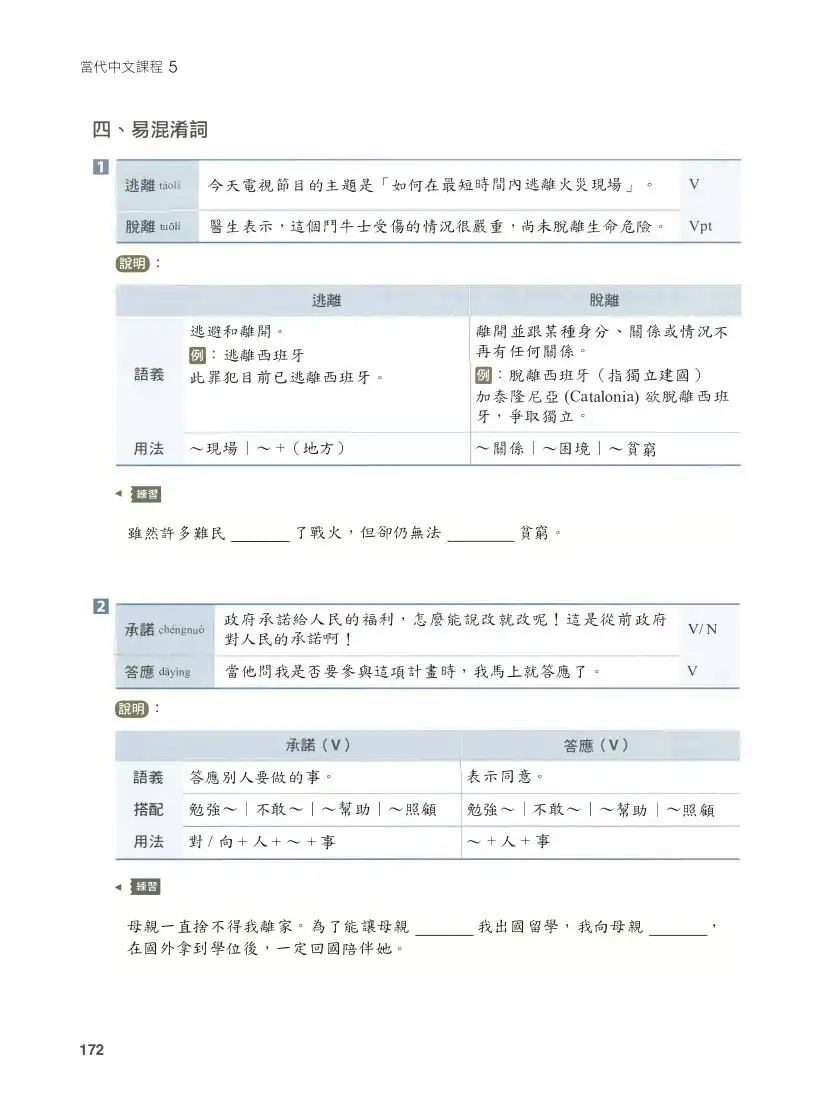 當代中文課程 5
四、易混淆詞
1
逃離 táolí 今天電視節目的主題是「如何在最短時間內逃離火災現場」。 V
脫離 tuōlí 醫生表示，這個鬥牛士受傷的情況很嚴重，尚未脫離生命危險。 Vpt
說明：
逃離 脫離
語義
逃避和離開。
例：逃離西班牙
此罪犯目前已逃離西班牙。
離開並跟某種身分、關係或情況不
再有任何關係。
例：脫離西班牙（指獨立建國）
加泰隆尼亞 (Catalonia) 欲脫離西班
牙，爭取獨立。
用法 ～現場｜～＋（地方） ～關係｜～困境｜～貧窮
練習
雖然許多難民 ______ 了戰火，但卻仍無法 ______ 貧窮。
2
承諾 chéngnuò 政府承諾給人民的福利，怎麼能說改就改呢！這是從前政府
對人民的承諾啊！ V/ N
答應 dāyìng 當他問我是否要參與這項計畫時，我馬上就答應了。 V
說明：
承諾（V） 答應（V）
語義 答應別人要做的事。 表示同意。
搭配 勉強～｜不敢～｜～幫助｜～照顧 勉強～｜不敢～｜～幫助｜～照顧
用法 對 / 向＋人＋～＋事 ～＋人＋事
練習
母親一直捨不得我離家。為了能讓母親 ______ 我出國留學，我向母親 ______，
在國外拿到學位後，一定回國陪伴她。
172